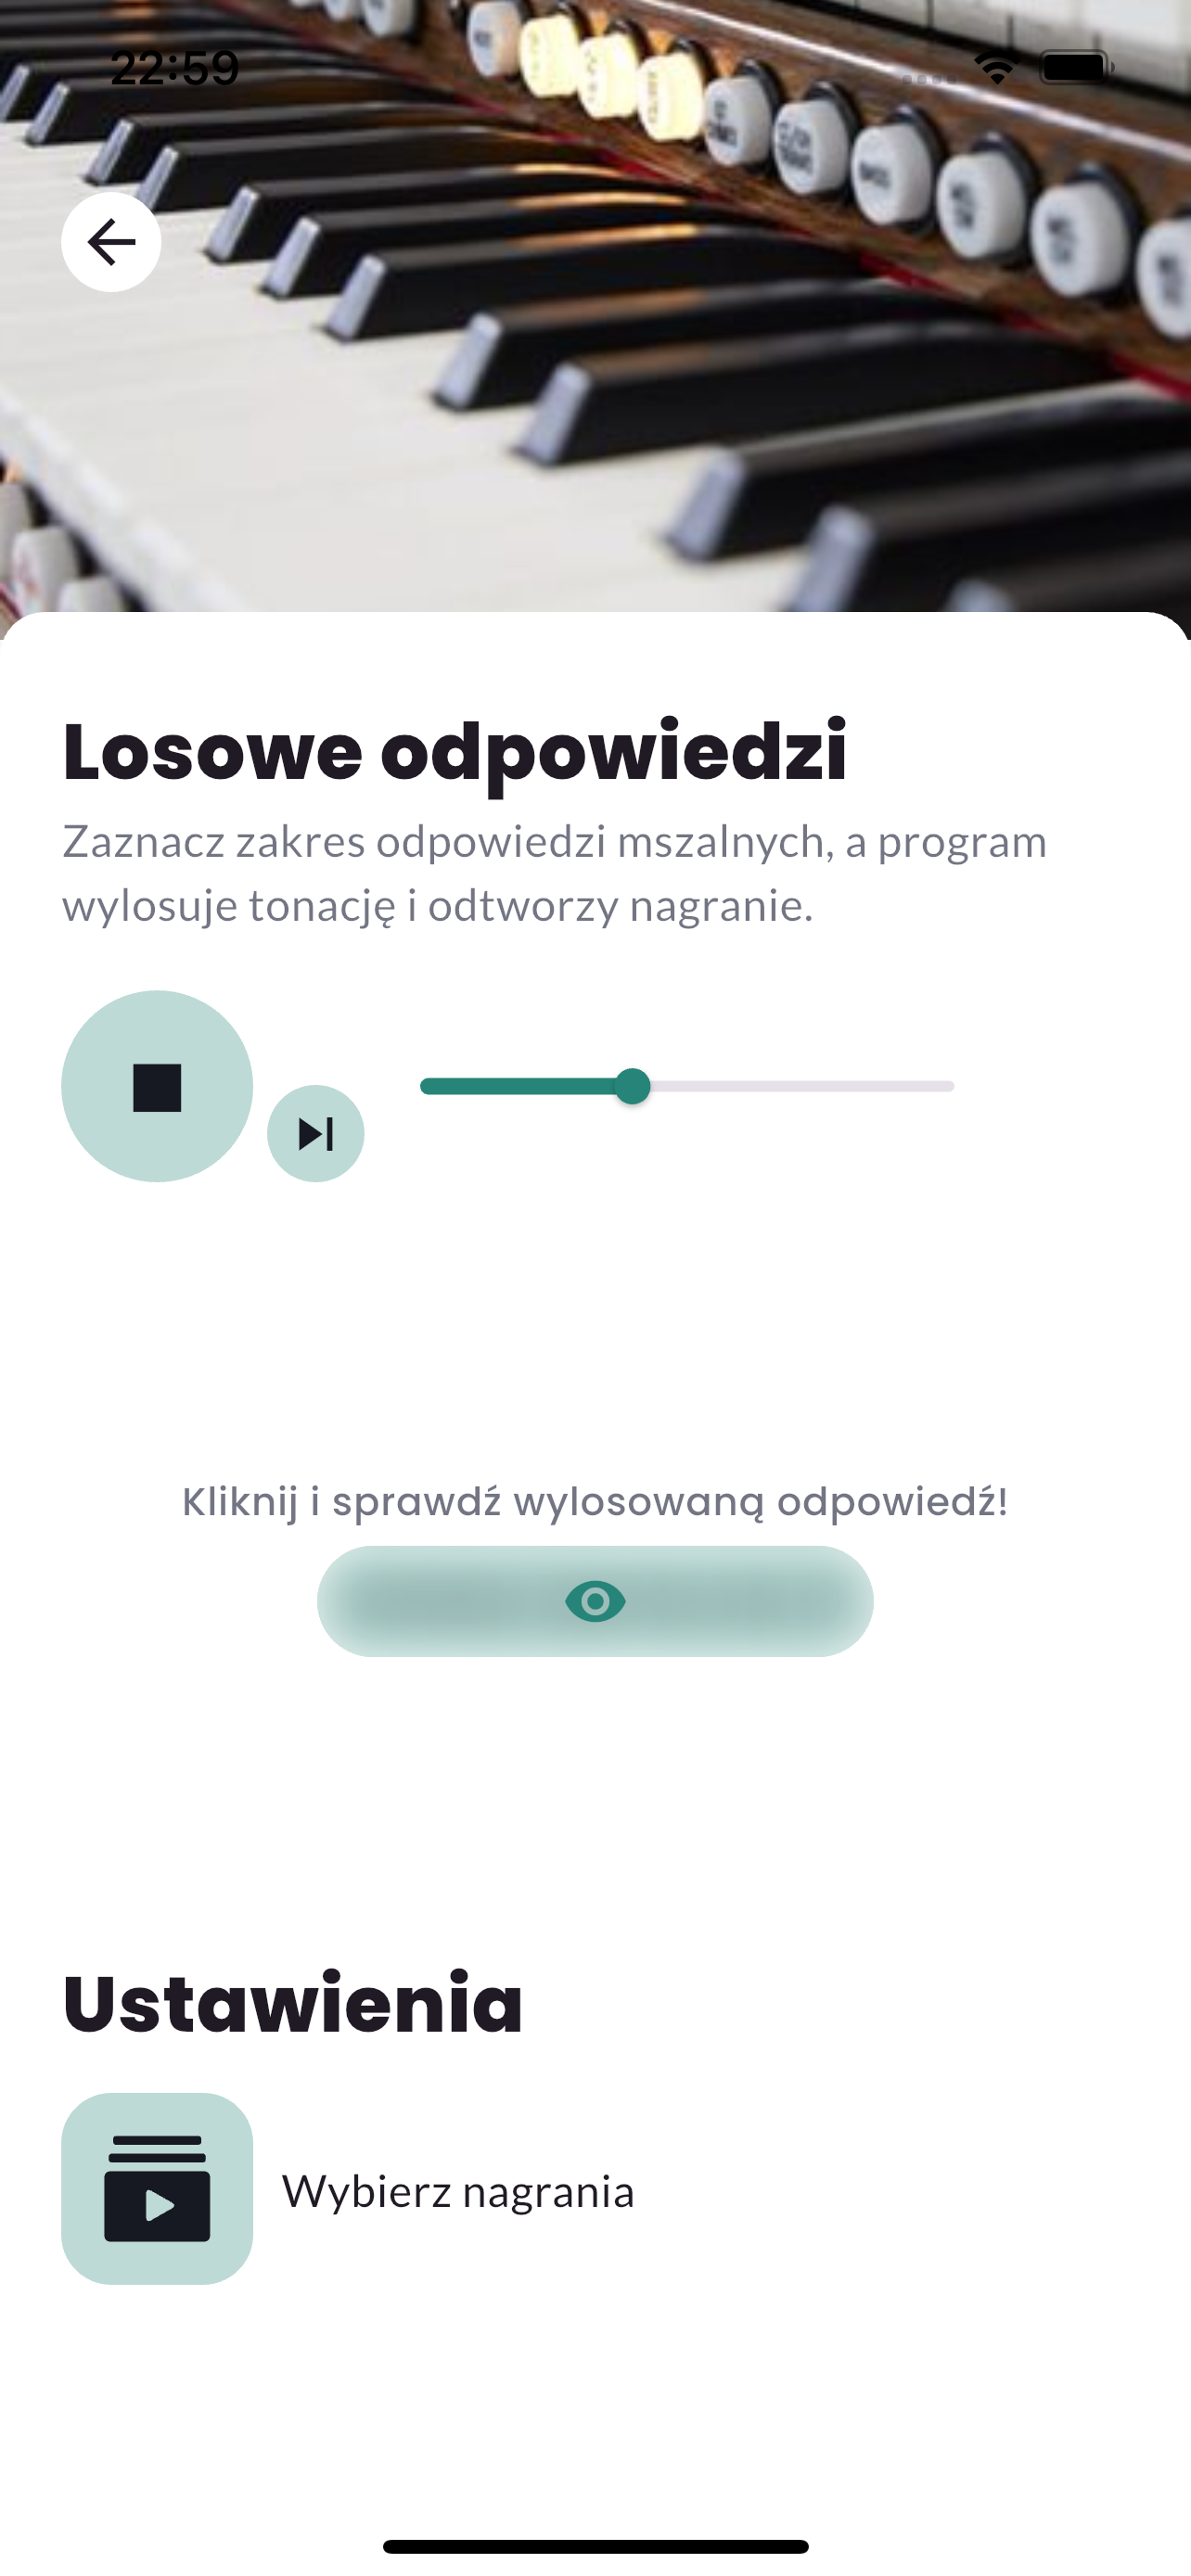 22:59
Losowe odpowiedzi
Zaznacz zakres odpowiedzi mszalnych, a program
wylosuje tonację i odtworzy nagranie.
Kliknij i sprawdź wylosowaną odpowiedź!
Ustawienia
Wybierz nagrania